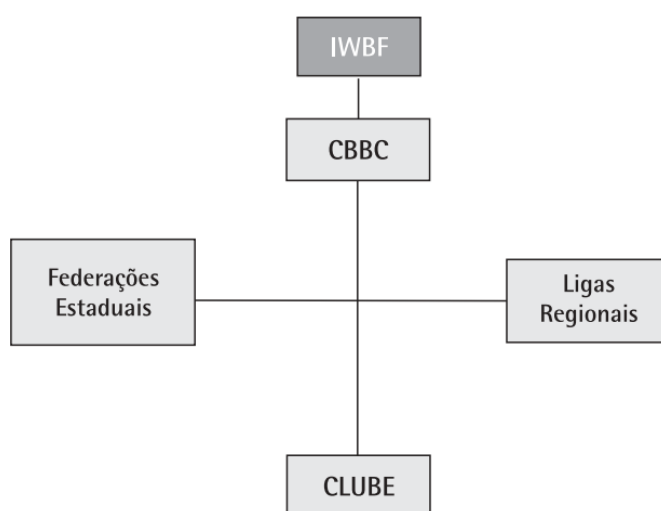 IWBF
CBBC
Federações
Estaduais
Ligas
Regionais
CLUBE